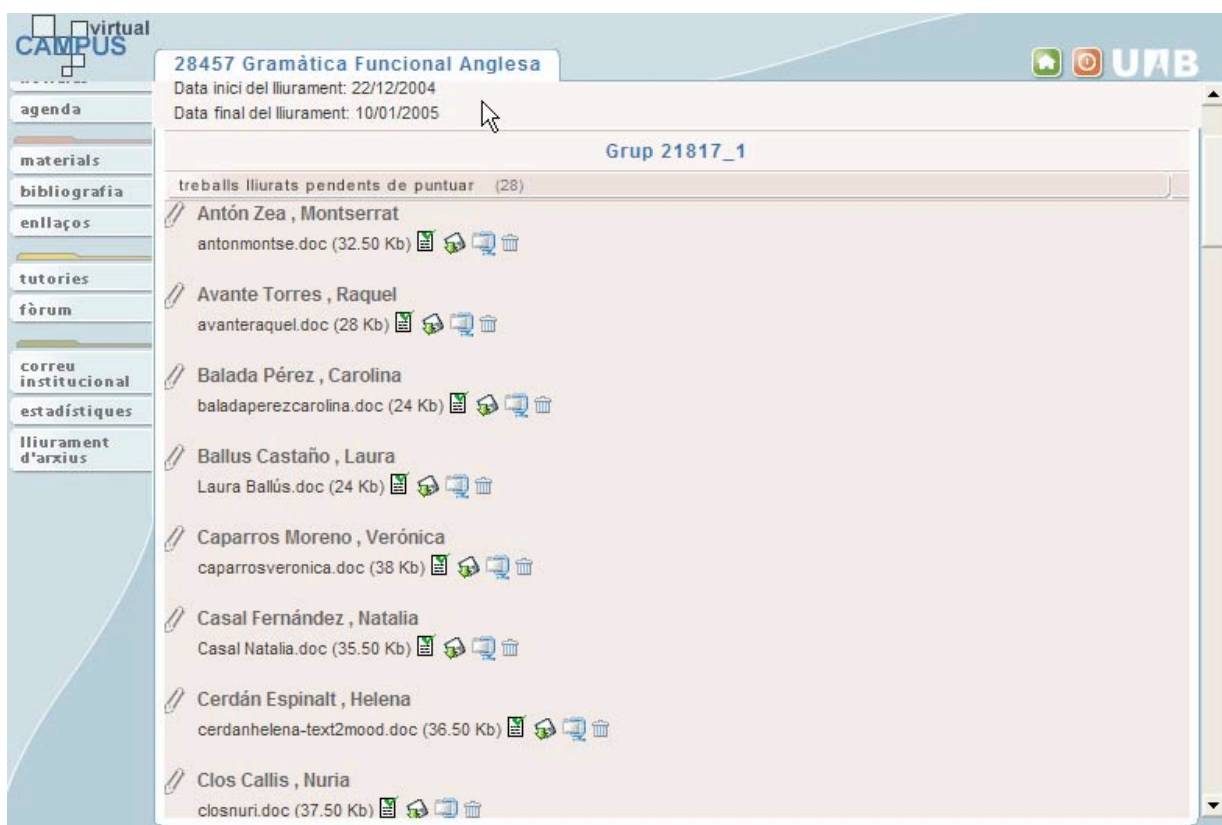 virtual
CAMPUS
28457 Gramàtica Funcional Anglesa
UAB
Data inici del lliurament: 22/12/2004
Data final del lliurament: 10/01/2005
agenda
materials
bibliografia
enllaços
tutories
fòrum
correu
institucional
estadístiques
lliurament
d'arxius
Grup 21817_1
treballs lliurats pendents de puntuar (28)
Antón Zea , Montserrat
antonmontse.doc (32.50 Kb)
Avante Torres , Raquel
avanteraquel.doc (28 Kb)
Balada Pérez , Carolina
baladaperezcarolina.doc (24 Kb)
Ballus Castaño , Laura
Laura Ballús.doc (24 Kb)
Caparros Moreno , Verónica
caparrosveronica.doc (38 Kb)
Casal Fernández , Natalia
Casal Natalia.doc (35.50 Kb)
Cerdán Espinalt , Helena
cerdanhelena-text2mood.doc (36.50 Kb)
Clos Callis , Nuria
closnuri.doc (37.50 Kb)